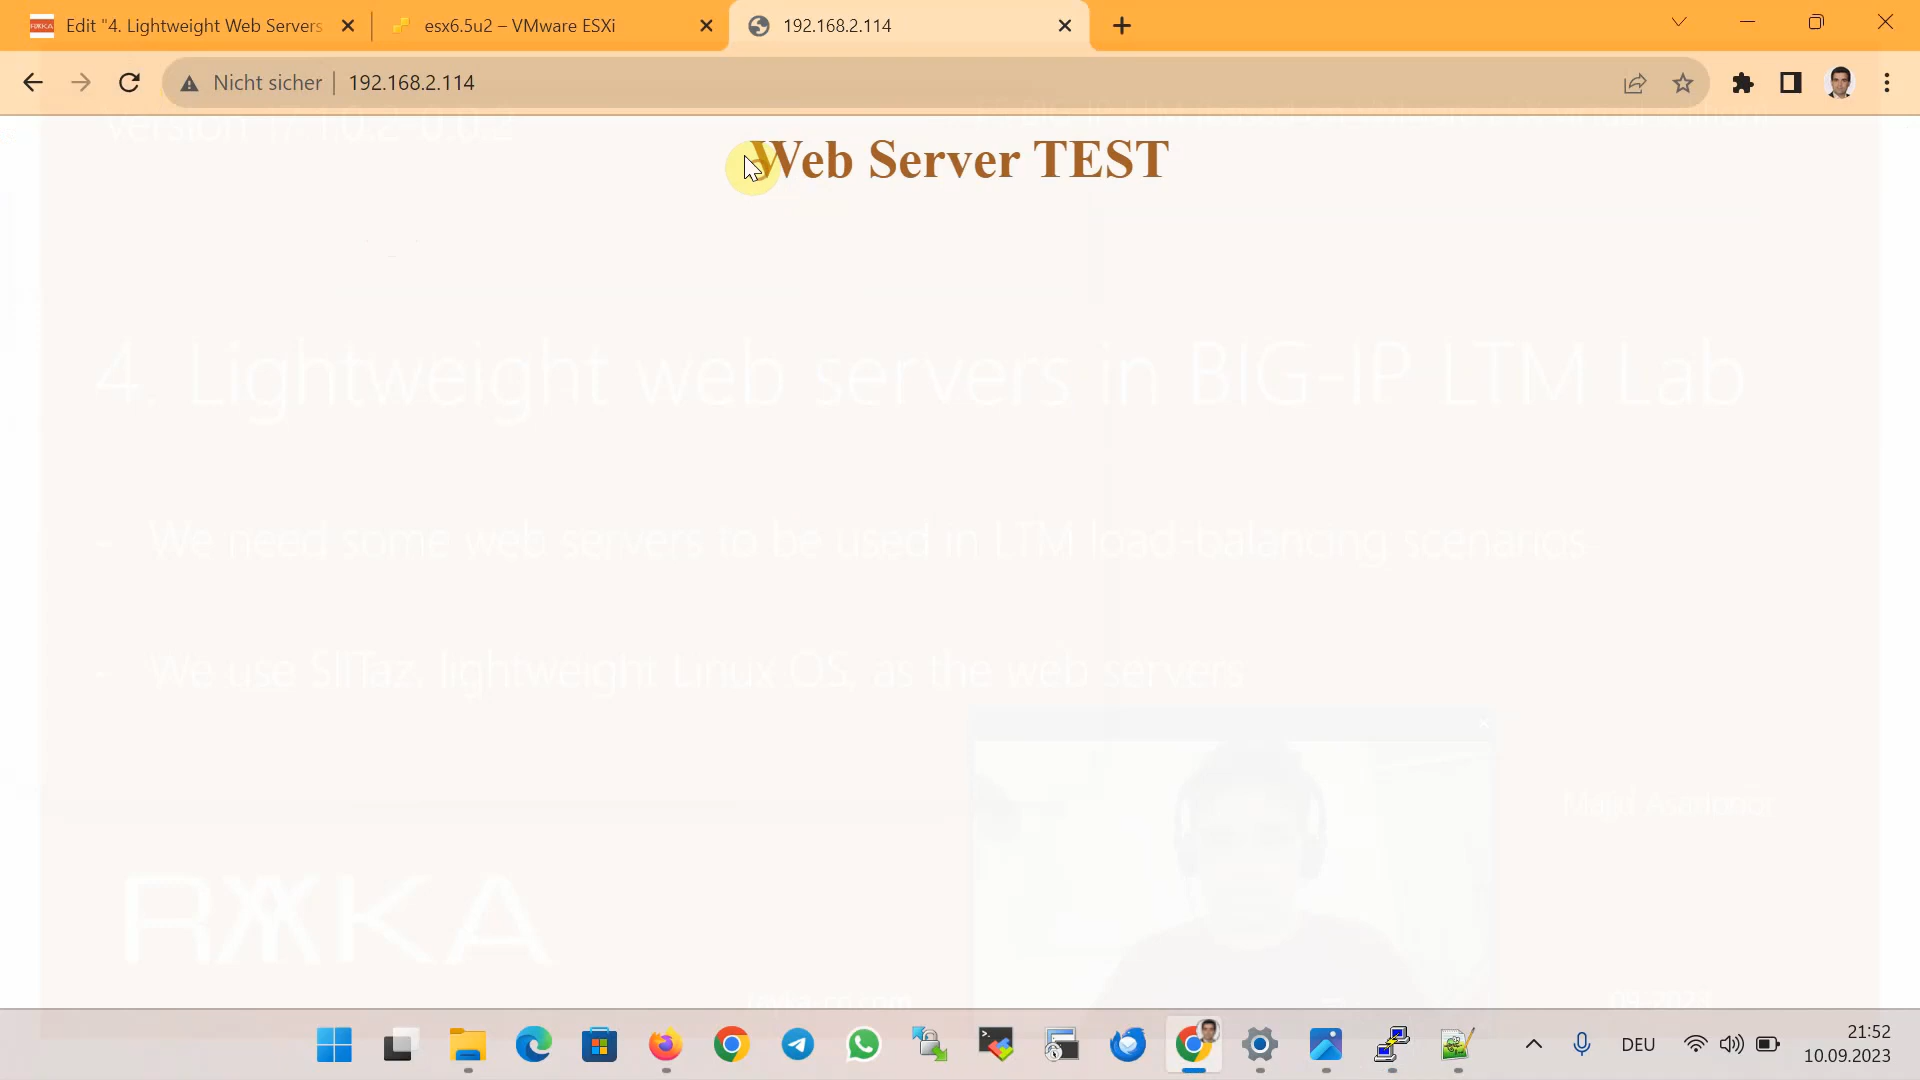 Edit "4. Lightweight Web Servers
esx6.5u2 – VMware ESXi
192.168.2.114
Nicht sicher
192.168.2.114
Web Server TEST
4. Lightweight web servers in BIG-IP LTM Lab
- We need some web servers to be used in LTM load-balancing scenarios
- We use SliTaz, lightweight Linux OS, as the web servers
RAYKA
09-2023
DEU
21:52
10.09.2023